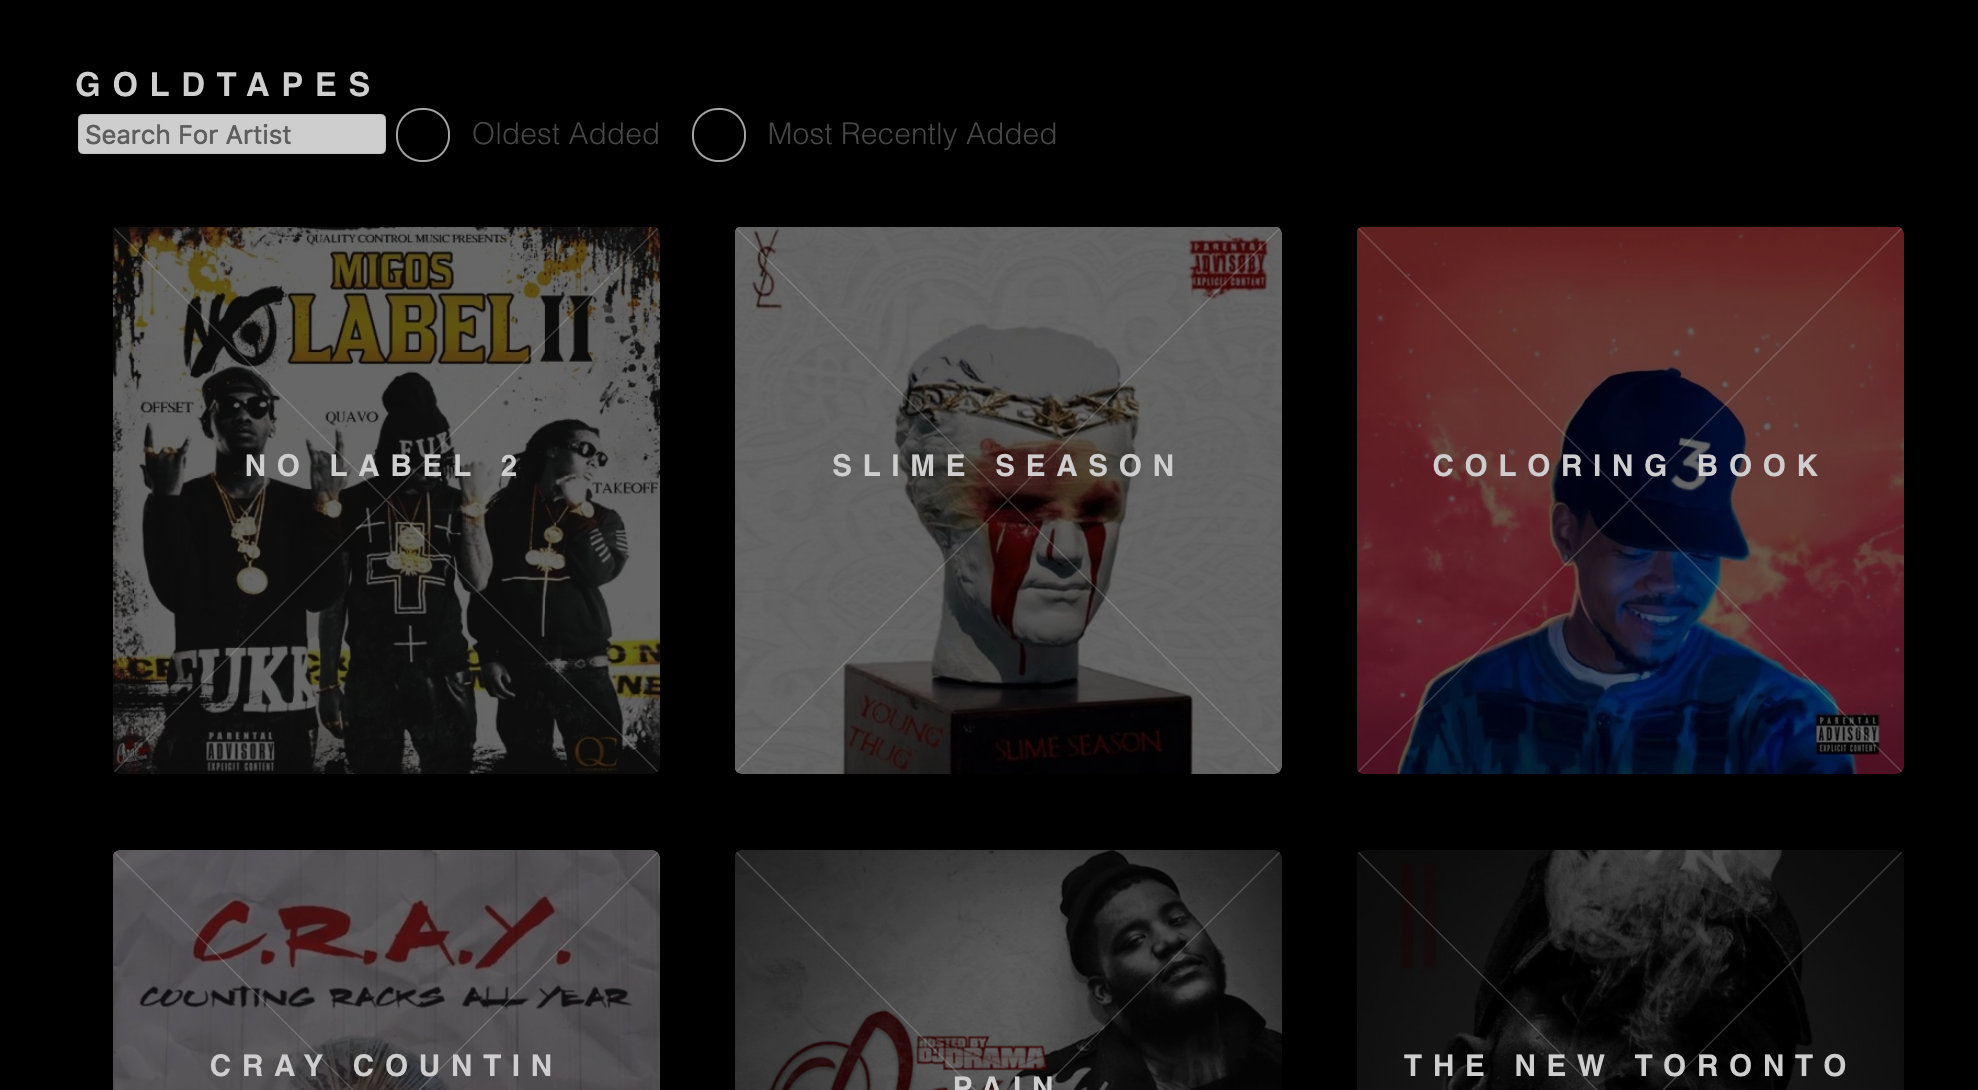 GOLDTAPES
Search For Artist
Oldest Added
Most Recently Added
QUALITY CONTROL MUSIC PRESENTS
MIGOS
NO LABEL II
OFFSET
QUAVO
TAKEOFF
NO LABEL 2
FUKK
PARENTAL
ADVISORY
EXPLICIT CONTENT
QC
YSL
PARENTAL
ADVISORY
EXPLICIT CONTENT
SLIME SEASON
YOUNG
THUG
SLIME SEASON
3
COLORING BOOK
PARENTAL
ADVISORY
EXPLICIT CONTENT
C.R.A.Y.
COUNTING RACKS ALL YEAR
CRAY COUNTIN
HOSTED BY
DJ DRAMA
PAIN
THE NEW TORONTO